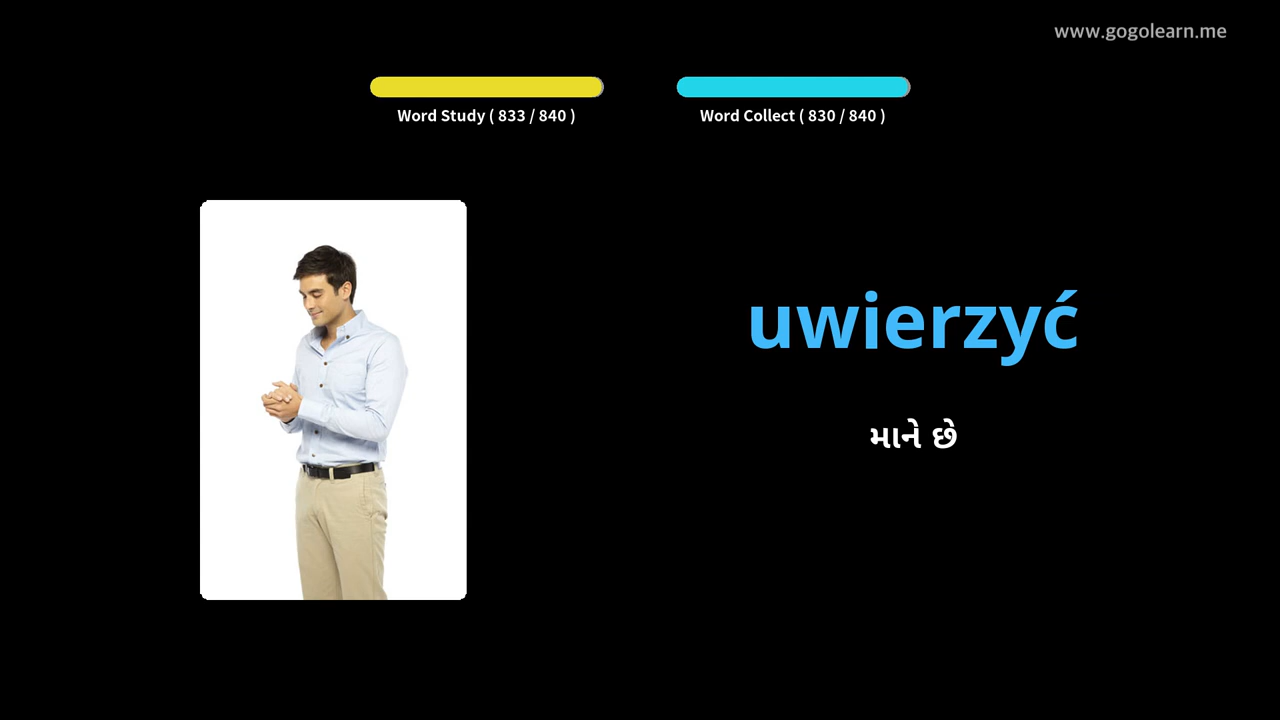 www.gogolearn.me
Word Study ( 833 / 840 )
Word Collect ( 830 / 840 )
uwierzyć
માને છે